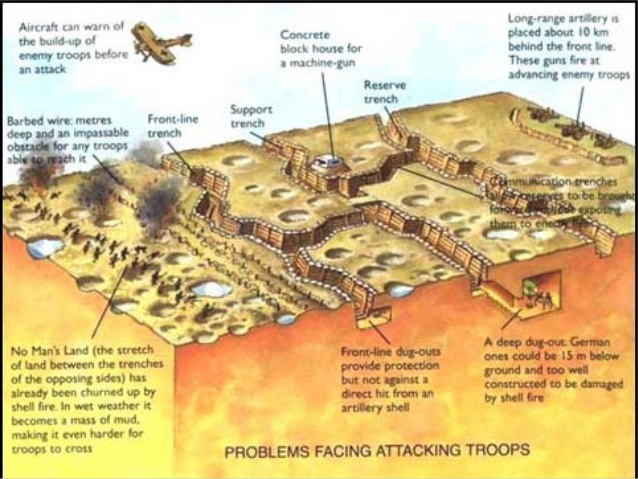 Aircraft can warn of
the build-up of
enemy troops before
an attack
Concrete
block house for
a machine-gun
Long-range artillery is
placed about 10 km
behind the front line.
These guns fire at
advancing enemy troops
Reserve
trench
Support
trench
Front-line
trench
Barbed wire: metres
deep and an impassable
obstacle for any troops
able to reach it
Communication trenches
allow reserves to be brough
exposing
them to enemy
No Man's Land (the stretch
of land between the trenches
of the opposing sides) has
already been churned up by
shell fire. In wet weather it
becomes a mass of mud,
making it even harder for
troops to cross
Front-line dug-outs
provide protection
but not against a
direct hit from an
artillery shell
A deep dug-out. German
ones could be 15 m below
ground and too well
constructed to be damaged
by shell fire
PROBLEMS FACING ATTACKING TROOPS